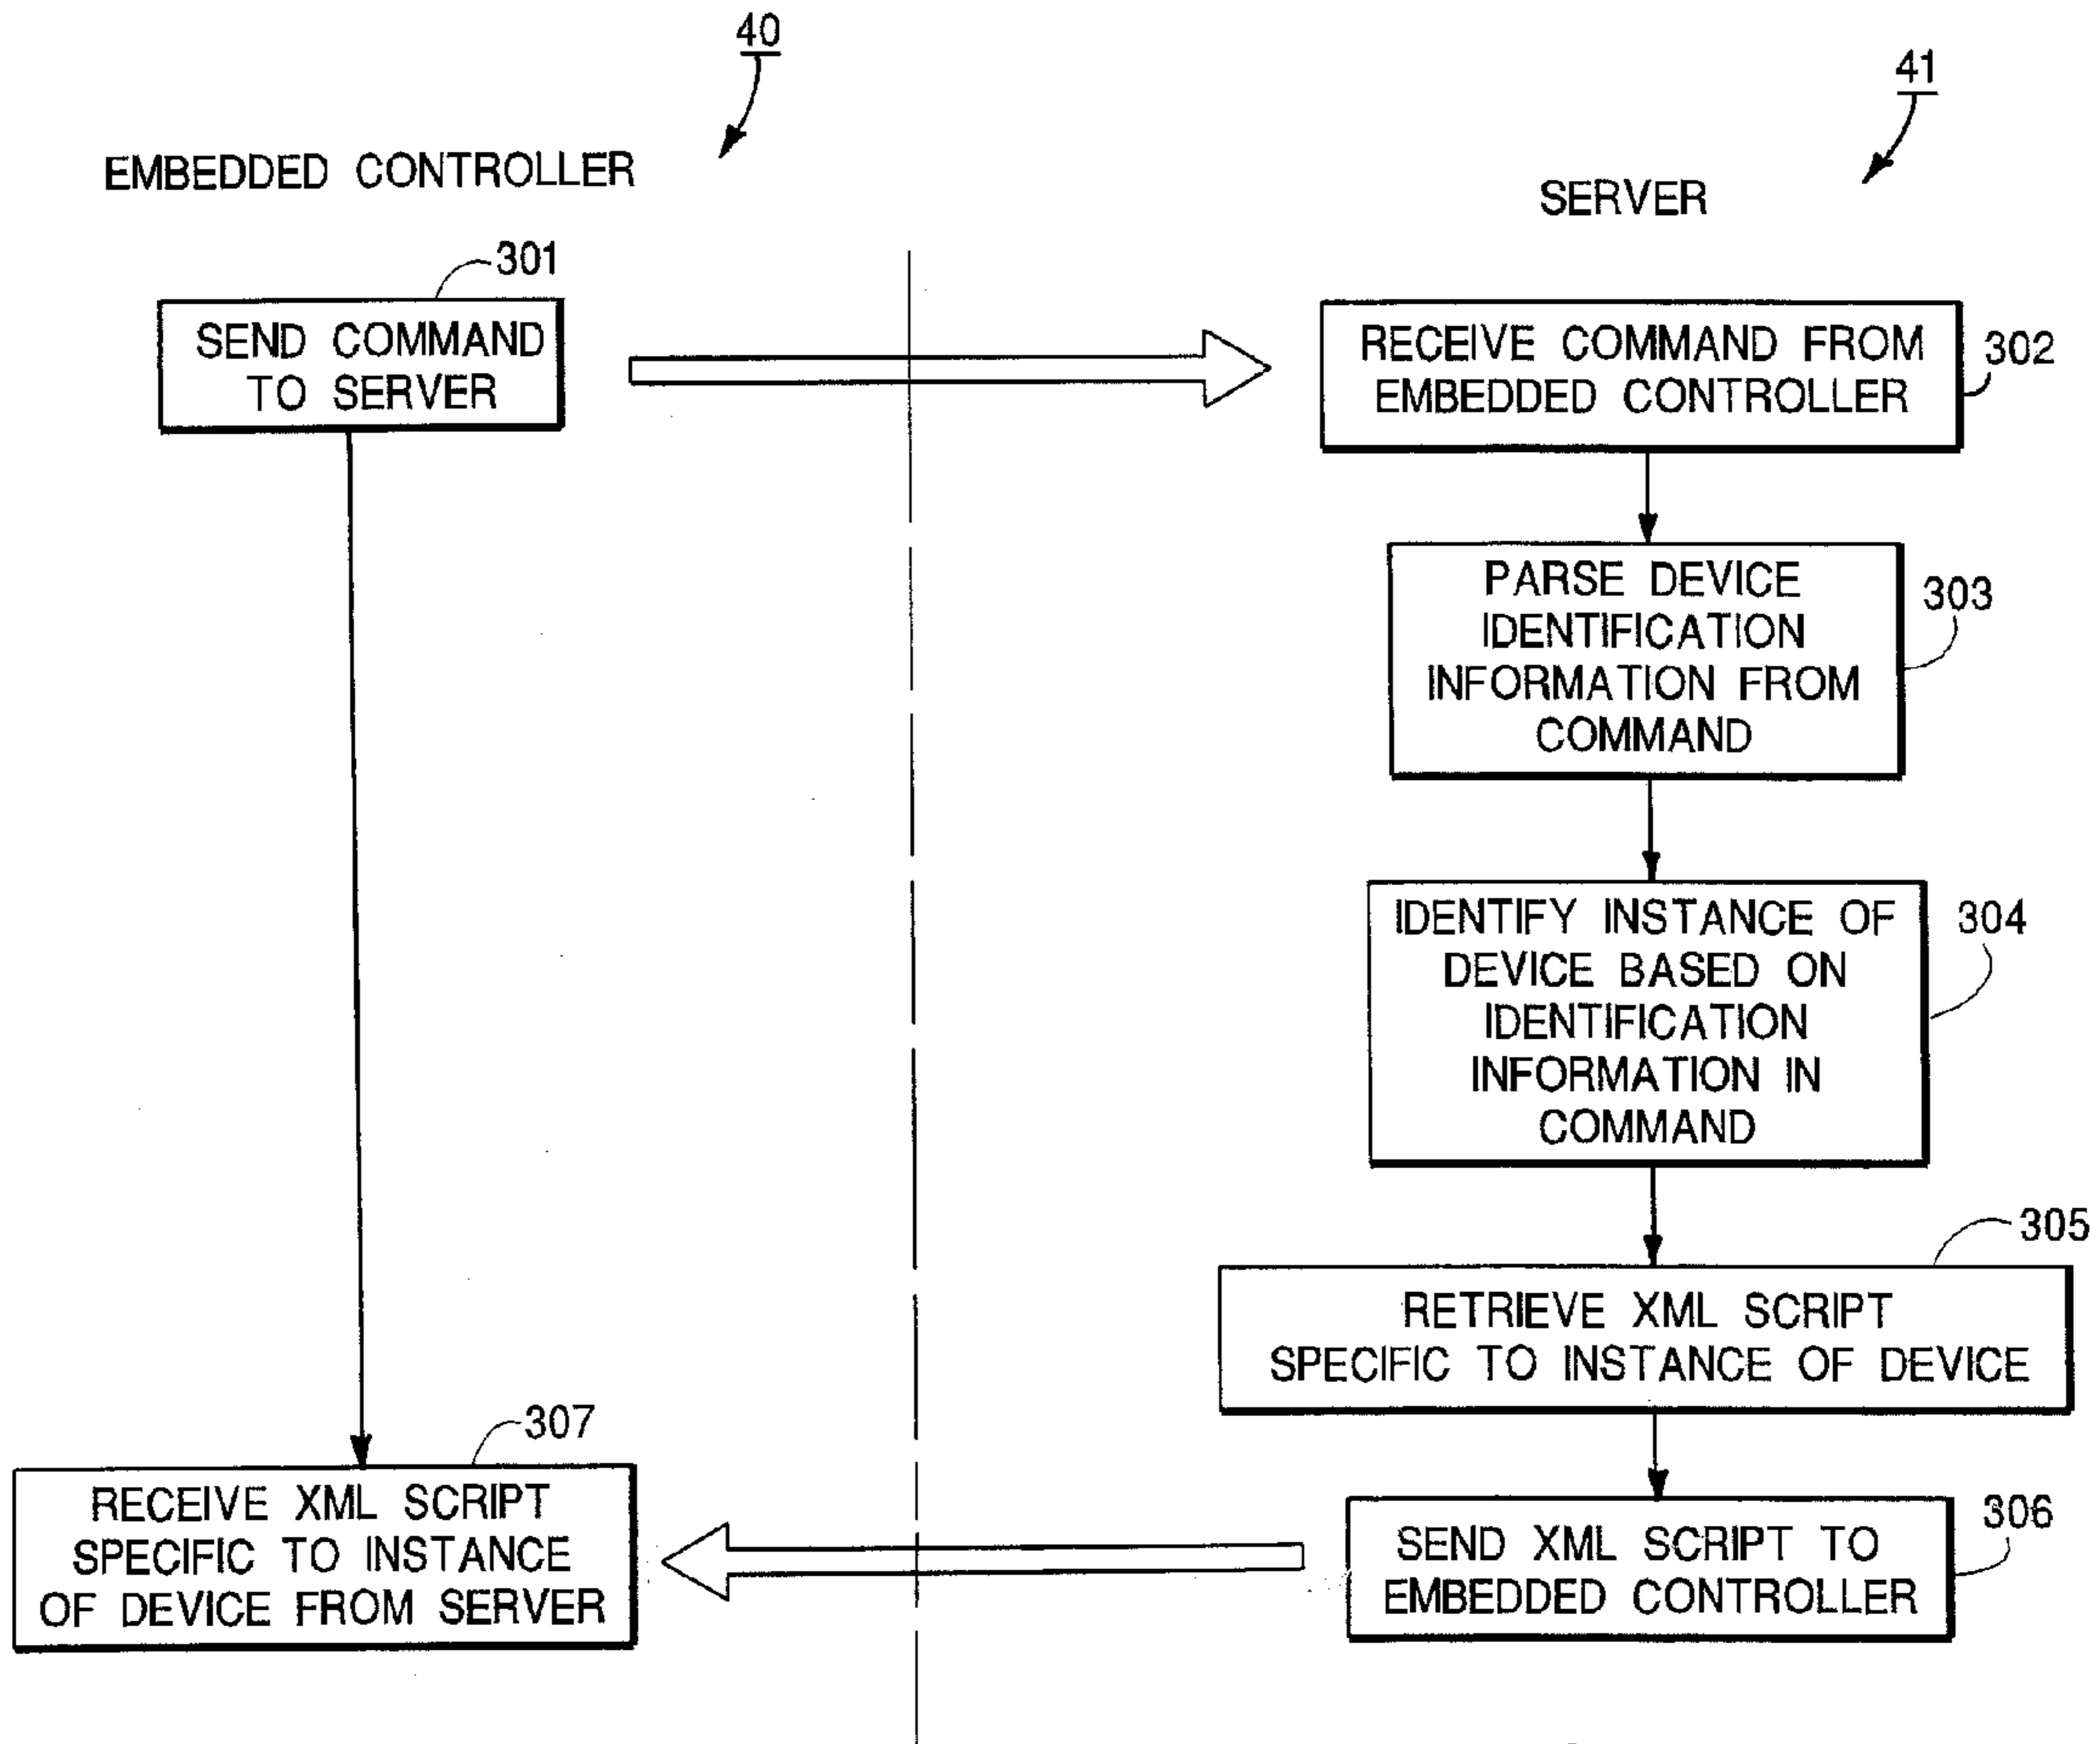 40
41
EMBEDDED CONTROLLER
SERVER
301
SEND COMMAND
TO SERVER
RECEIVE COMMAND FROM
EMBEDDED CONTROLLER
302
PARSE DEVICE
IDENTIFICATION
INFORMATION FROM
COMMAND
303
IDENTIFY INSTANCE OF
DEVICE BASED ON
IDENTIFICATION
INFORMATION IN
COMMAND
304
305
RETRIEVE XML SCRIPT
SPECIFIC TO INSTANCE OF DEVICE
307
RECEIVE XML SCRIPT
SPECIFIC TO INSTANCE
OF DEVICE FROM SERVER
SEND XML SCRIPT TO
EMBEDDED CONTROLLER
306